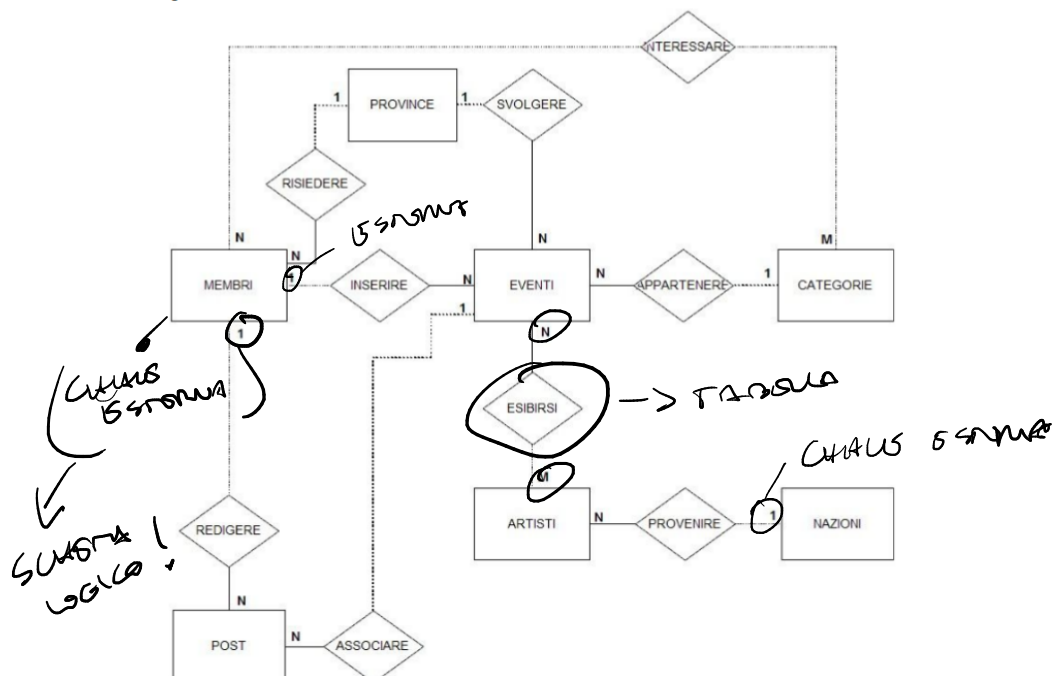 INTERESSARE
1 PROVINCE 1 SVOLGERE
RISIEDERE
ESTERNA
N N N M
MEMBRI 1 INSERIRE N EVENTI N APPARTENERE 1 CATEGORIE
1 1 N
CHIAVE
ESTERNA
ESIBIRSI -> TABELLA
M
CHIAVE ESTERNA
ARTISTI N PROVENIRE 1 NAZIONI
REDIGERE
SCHEMA
LOGICO!
N
POST N ASSOCIARE